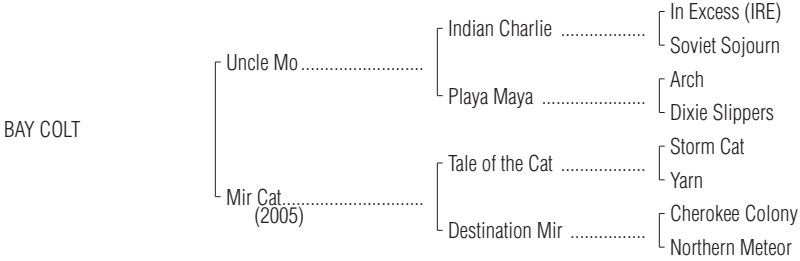 In Excess (IRE)
Indian Charlie ..................
Soviet Sojourn
Uncle Mo ..........................
Arch
Playa Maya ......................
Dixie Slippers
BAY COLT
Storm Cat
Tale of the Cat ..................
Yarn
Mir Cat..............................
(2005)
Cherokee Colony
Destination Mir ................
Northern Meteor